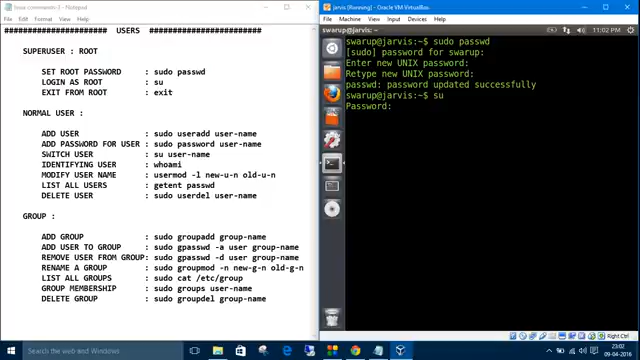 linux commands-2 - Notepad
File Edit Format View Help
###################### USERS ########################
SUPERUSER : ROOT
SET ROOT PASSWORD : sudo passwd
LOGIN AS ROOT : su
EXIT FROM ROOT : exit
NORMAL USER :
ADD USER : sudo useradd user-name
ADD PASSWORD FOR USER : sudo password user-name
SWITCH USER : su user-name
IDENTIFYING USER : whoami
MODIFY USER NAME : usermod -l new-u-n old-u-n
LIST ALL USERS : getent passwd
DELETE USER : sudo userdel user-name
GROUP :
ADD GROUP : sudo groupadd group-name
ADD USER TO GROUP : sudo gpasswd -a user group-name
REMOVE USER FROM GROUP: sudo gpasswd -d user group-name
RENAME A GROUP : sudo groupmod -n new-g-n old-g-n
LIST ALL GROUPS : sudo cat /etc/group
GROUP MEMBERSHIP : sudo groups user-name
DELETE GROUP : sudo groupdel group-name
jarvis [Running] - Oracle VM VirtualBox
File Machine View Input Devices Help
swarup@jarvis: ~
11:02 PM
swarup@jarvis:~$ sudo passwd
[sudo] password for swarup:
Enter new UNIX password:
Retype new UNIX password:
passwd: password updated successfully
swarup@jarvis:~$ su
Password:
Right Ctrl
Search the web and Windows
23:02
09-04-2016